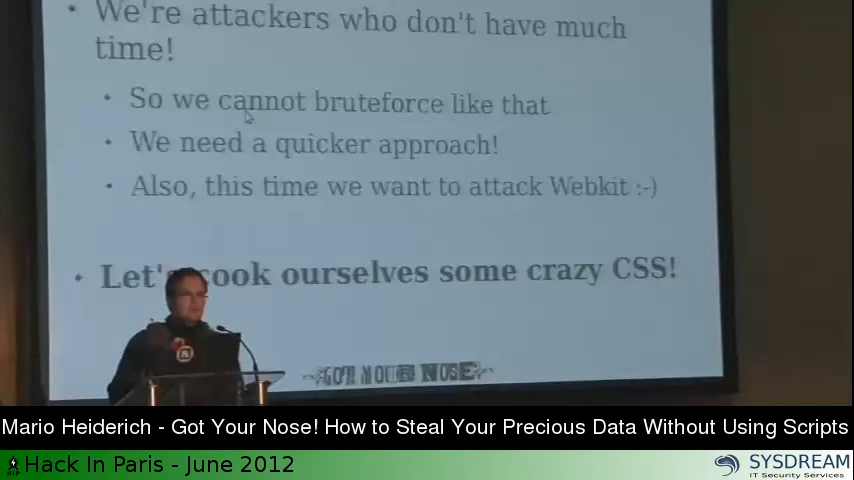 • We're attackers who don't have much
time!
• So we cannot bruteforce like that
• We need a quicker approach!
• Also, this time we want to attack Webkit :-)
• Let's cook ourselves some crazy CSS!
GOT YOUR NOSE
Mario Heiderich - Got Your Nose! How to Steal Your Precious Data Without Using Scripts
HIP Hack In Paris - June 2012
SYSDREAM
IT Security Services